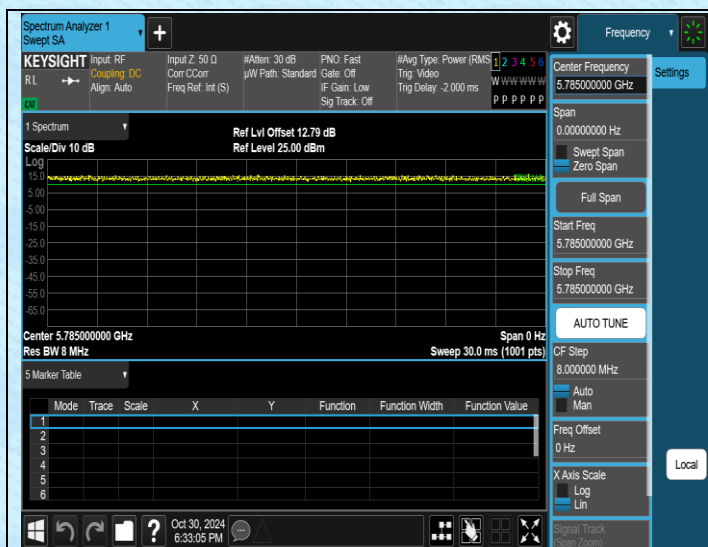 Spectrum Analyzer 1
Swept SA
Frequency
KEYSIGHT
R L
LXI
Input: RF
Coupling: DC
Align: Auto
Input Z: 50 Ω
Corr CCorr
Freq Ref: Int (S)
#Atten: 30 dB
µW Path: Standard
PNO: Fast
Gate: Off
IF Gain: Low
Sig Track: Off
#Avg Type: Power (RMS
Trig: Video
Trig Delay: -2.000 ms
1 2 3 4 5 6
W W W W W W
P P P P P P
1 Spectrum
Scale/Div 10 dB
Ref Lvl Offset 12.79 dB
Ref Level 25.00 dBm
Log
15.0
5.00
-5.00
-15.0
-25.0
-35.0
-45.0
-55.0
-65.0
Center 5.785000000 GHz
Span 0 Hz
Res BW 8 MHz
Sweep 30.0 ms (1001 pts)
5 Marker Table
Mode Trace Scale X Y Function Function Width Function Value
1
2
3
4
5
6
Oct 30, 2024
6:33:05 PM
Center Frequency
5.785000000 GHz
Settings
Span
0.00000000 Hz
Swept Span
Zero Span
Full Span
Start Freq
5.785000000 GHz
Stop Freq
5.785000000 GHz
AUTO TUNE
CF Step
8.000000 MHz
Auto
Man
Freq Offset
0 Hz
X Axis Scale
Log
Lin
Signal Track
(Span Zoom)
Local